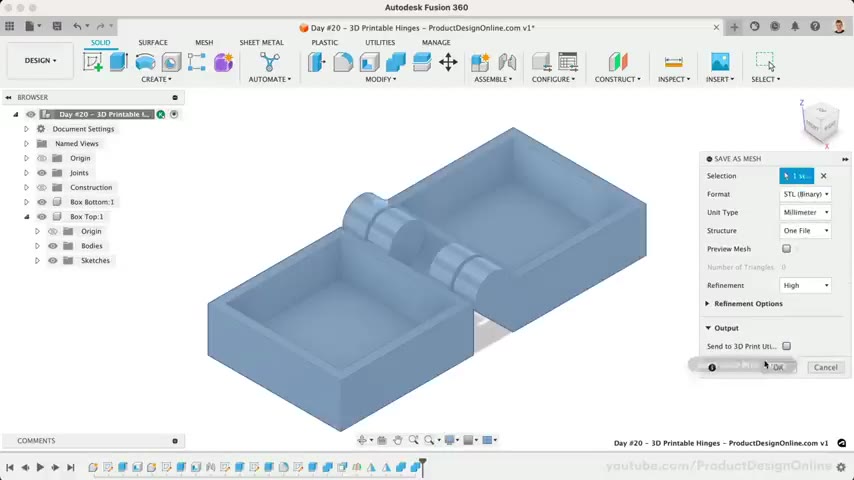 Autodesk Fusion 360
Day #20 – 3D Printable Hinges – ProductDesignOnline.com v1*
SOLID SURFACE MESH SHEET METAL PLASTIC UTILITIES MANAGE
DESIGN
CREATE AUTOMATE MODIFY ASSEMBLE CONFIGURE CONSTRUCT INSPECT INSERT SELECT
BROWSER
Day #20 – 3D Printable I...
Document Settings
Named Views
Origin
Joints
Construction
Box Bottom:1
Box Top:1
Origin
Bodies
Sketches
Z
X
SAVE AS MESH
Selection 1 se...
Format STL (Binary)
Unit Type Millimeter
Structure One File
Preview Mesh
Number of Triangles 0
Refinement High
Refinement Options
Output
Send to 3D Print Uti...
OK Cancel
COMMENTS
Day #20 – 3D Printable Hinges – ProductDesignOnline.com v1
youtube.com/ProductDesignOnline